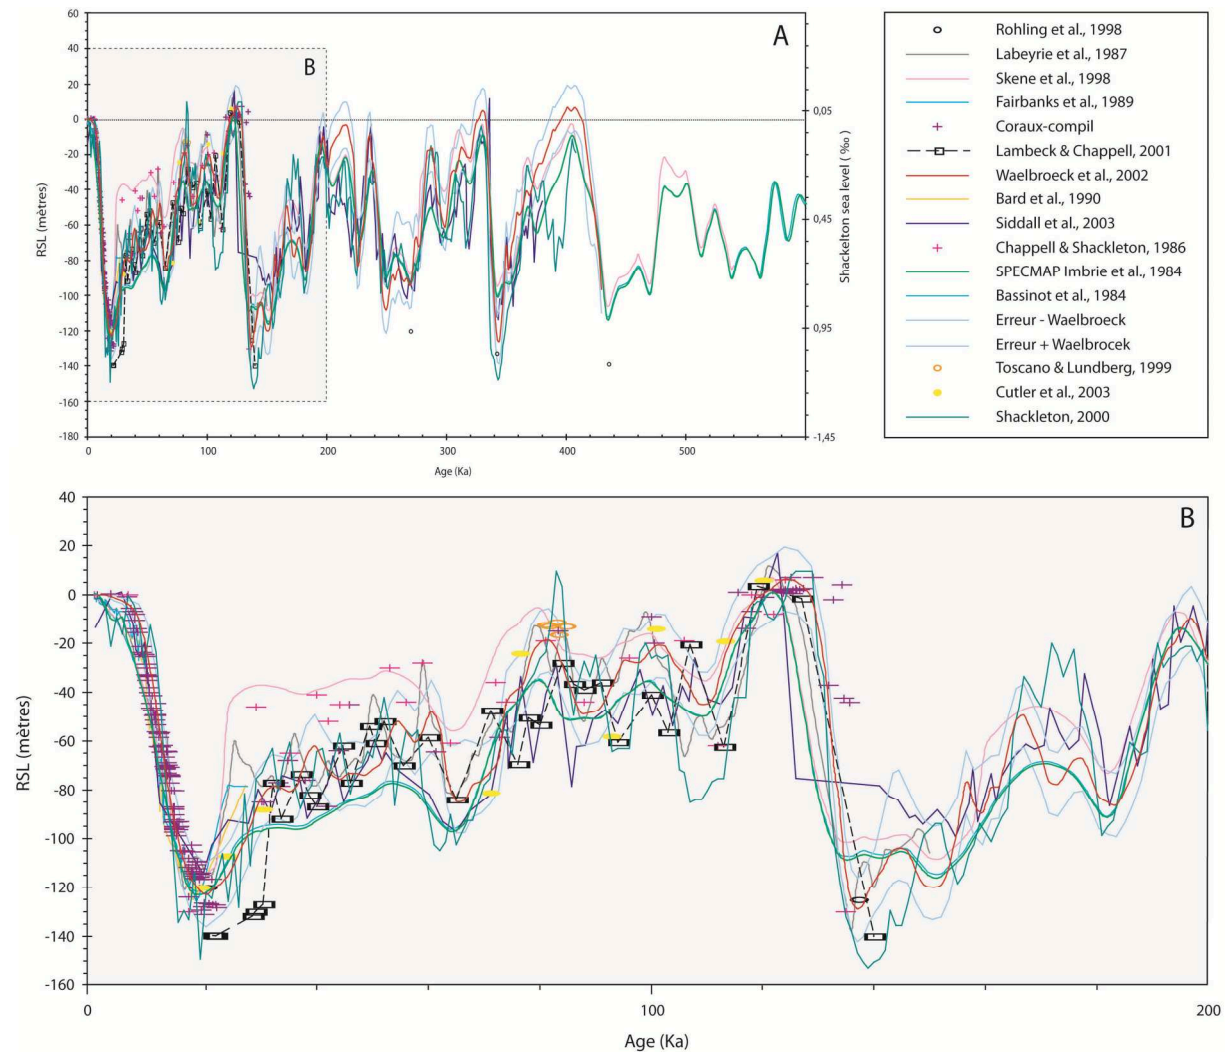 A
B
60
40
20
0
-20
-40
-60
-80
-100
-120
-140
-160
-180
RSL (mètres)
0
100
200
300
400
500
Age (Ka)
0,05
0,45
0,95
-1,45
Shackelton sea level (‰)
Rohling et al., 1998
Labeyrie et al., 1987
Skene et al., 1998
Fairbanks et al., 1989
Coraux-compil
Lambeck & Chappell, 2001
Waelbroeck et al., 2002
Bard et al., 1990
Siddall et al., 2003
Chappell & Shackleton, 1986
SPECMAP Imbrie et al., 1984
Bassinot et al., 1984
Erreur - Waelbroeck
Erreur + Waelbrocek
Toscano & Lundberg, 1999
Cutler et al., 2003
Shackleton, 2000
B
40
20
0
-20
-40
-60
-80
-100
-120
-140
-160
RSL (mètres)
0
100
200
Age (Ka)